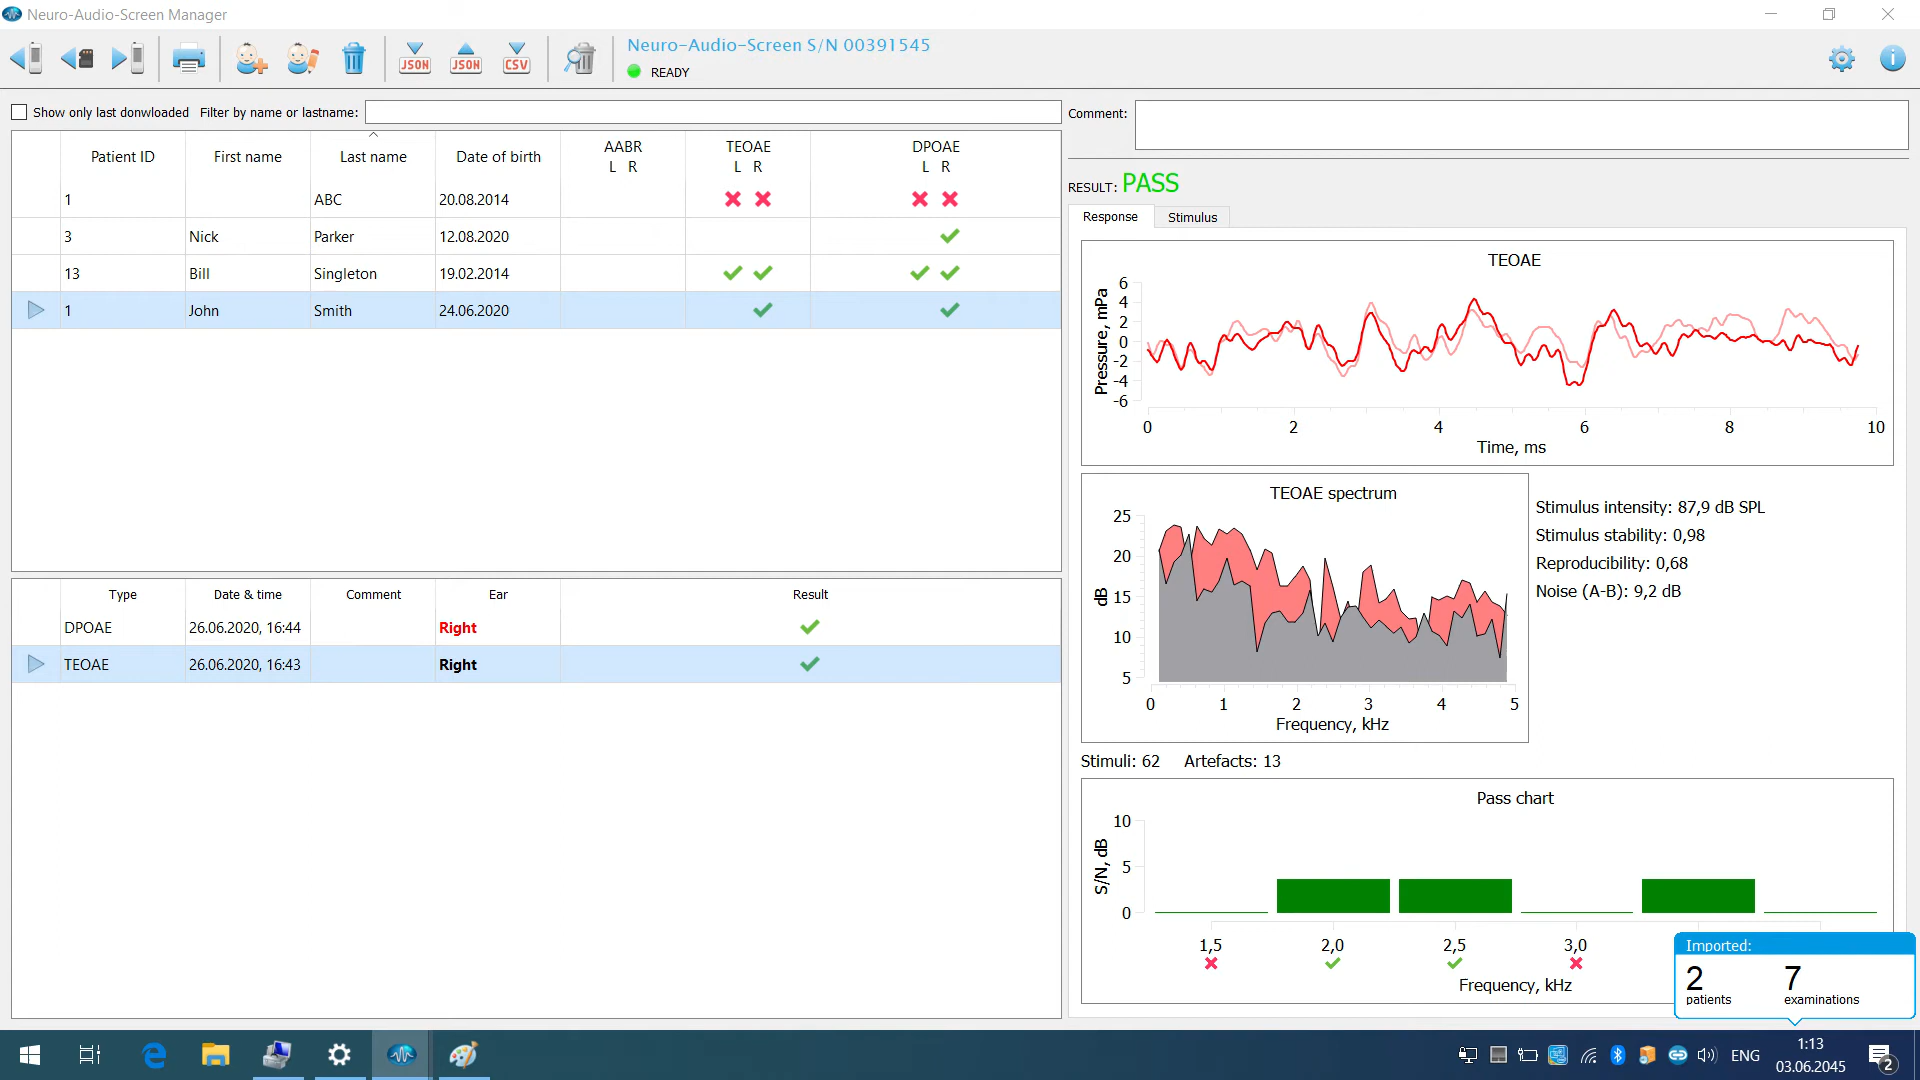 Neuro-Audio-Screen Manager
JSON JSON CSV
Neuro-Audio-Screen S/N 00391545
READY
Show only last donwloaded Filter by name or lastname:
Patient ID First name Last name Date of birth AABR L R TEOAE L R DPOAE L R
1 ABC 20.08.2014
3 Nick Parker 12.08.2020
13 Bill Singleton 19.02.2014
1 John Smith 24.06.2020
Type Date & time Comment Ear Result
DPOAE 26.06.2020, 16:44 Right
TEOAE 26.06.2020, 16:43 Right
Comment:
RESULT: PASS
Response Stimulus
TEOAE
Pressure, mPa
6
4
2
0
-2
-4
-6
0 2 4 6 8 10
Time, ms
TEOAE spectrum
dB
25
20
15
10
5
0 1 2 3 4 5
Frequency, kHz
Stimulus intensity: 87,9 dB SPL
Stimulus stability: 0,98
Reproducibility: 0,68
Noise (A-B): 9,2 dB
Stimuli: 62 Artefacts: 13
Pass chart
S/N, dB
10
5
0
1,5 2,0 2,5 3,0
Frequency, kHz
Imported:
2 7
patients examinations
ENG
1:13
03.06.2045
2